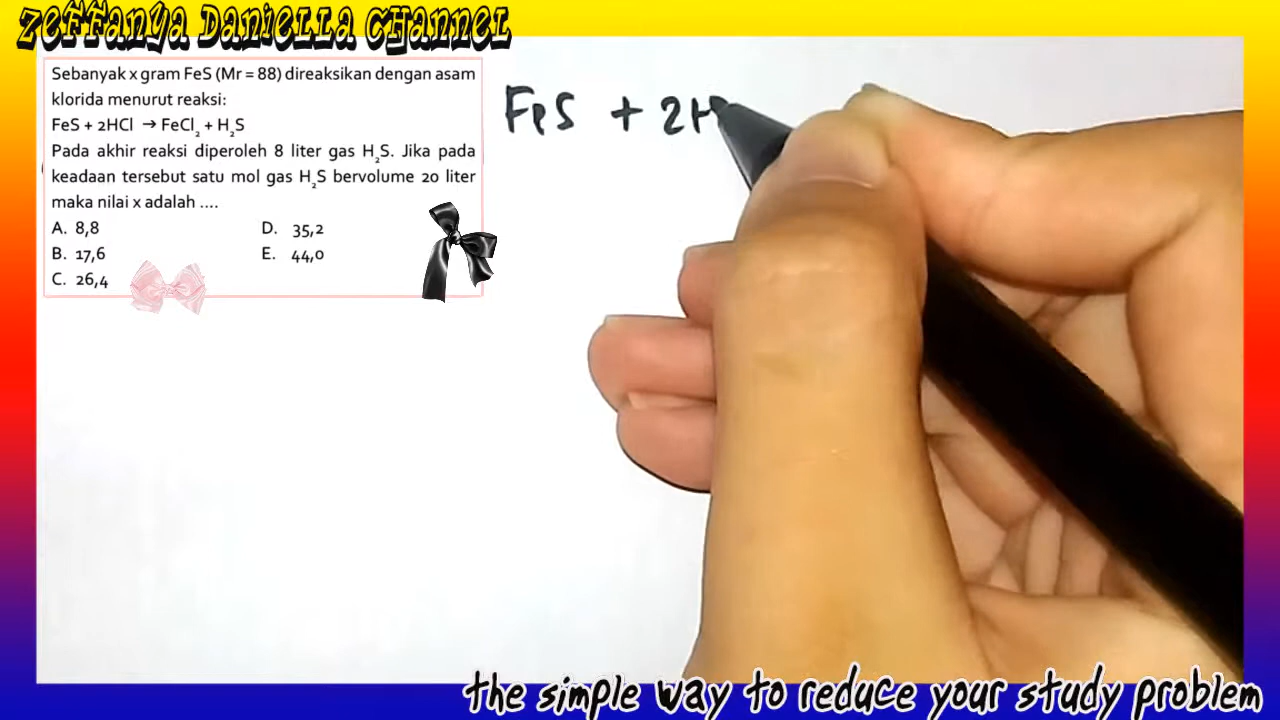 Zeffanya Daniella Channel
Sebanyak x gram FeS (Mr = 88) direaksikan dengan asam
klorida menurut reaksi:
FeS + 2HCl → FeCl₂ + H₂S
Pada akhir reaksi diperoleh 8 liter gas H₂S. Jika pada
keadaan tersebut satu mol gas H₂S bervolume 20 liter
maka nilai x adalah ....
A. 8,8
D. 35,2
B. 17,6
E. 44,0
C. 26,4
FeS + 2H
the simple way to reduce your study problem